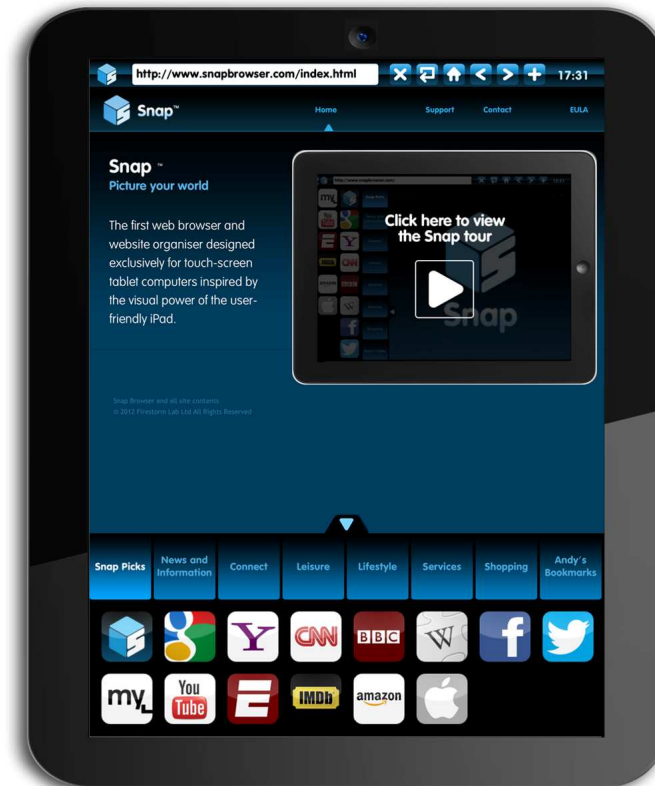 http://www.snapbrowser.com/index.html
17:31
Snap™
Home
Support
Contact
EULA
Snap ™
Picture your world
The first web browser and
website organiser designed
exclusively for touch-screen
tablet computers inspired by
the visual power of the user-
friendly iPad.
Click here to view
the Snap tour
Snap
Snap Browser and all site contents
© 2012 Firestorm Lab Ltd All Rights Reserved
Snap Picks
News and
Information
Connect
Leisure
Lifestyle
Services
Shopping
Andy's
Bookmarks
CNN
BBC
W
f
my
You
Tube
IMDb
amazon